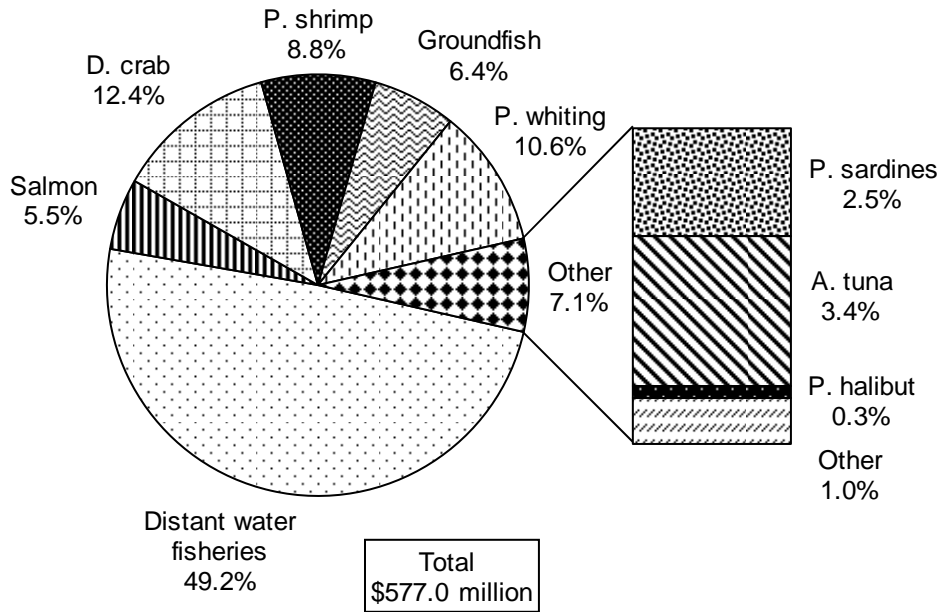 P. shrimp
8.8%
Groundfish
6.4%
D. crab
12.4%
P. whiting
10.6%
Salmon
5.5%
P. sardines
2.5%
Other
7.1%
A. tuna
3.4%
P. halibut
0.3%
Other
1.0%
Distant water
fisheries
49.2%
Total
$577.0 million